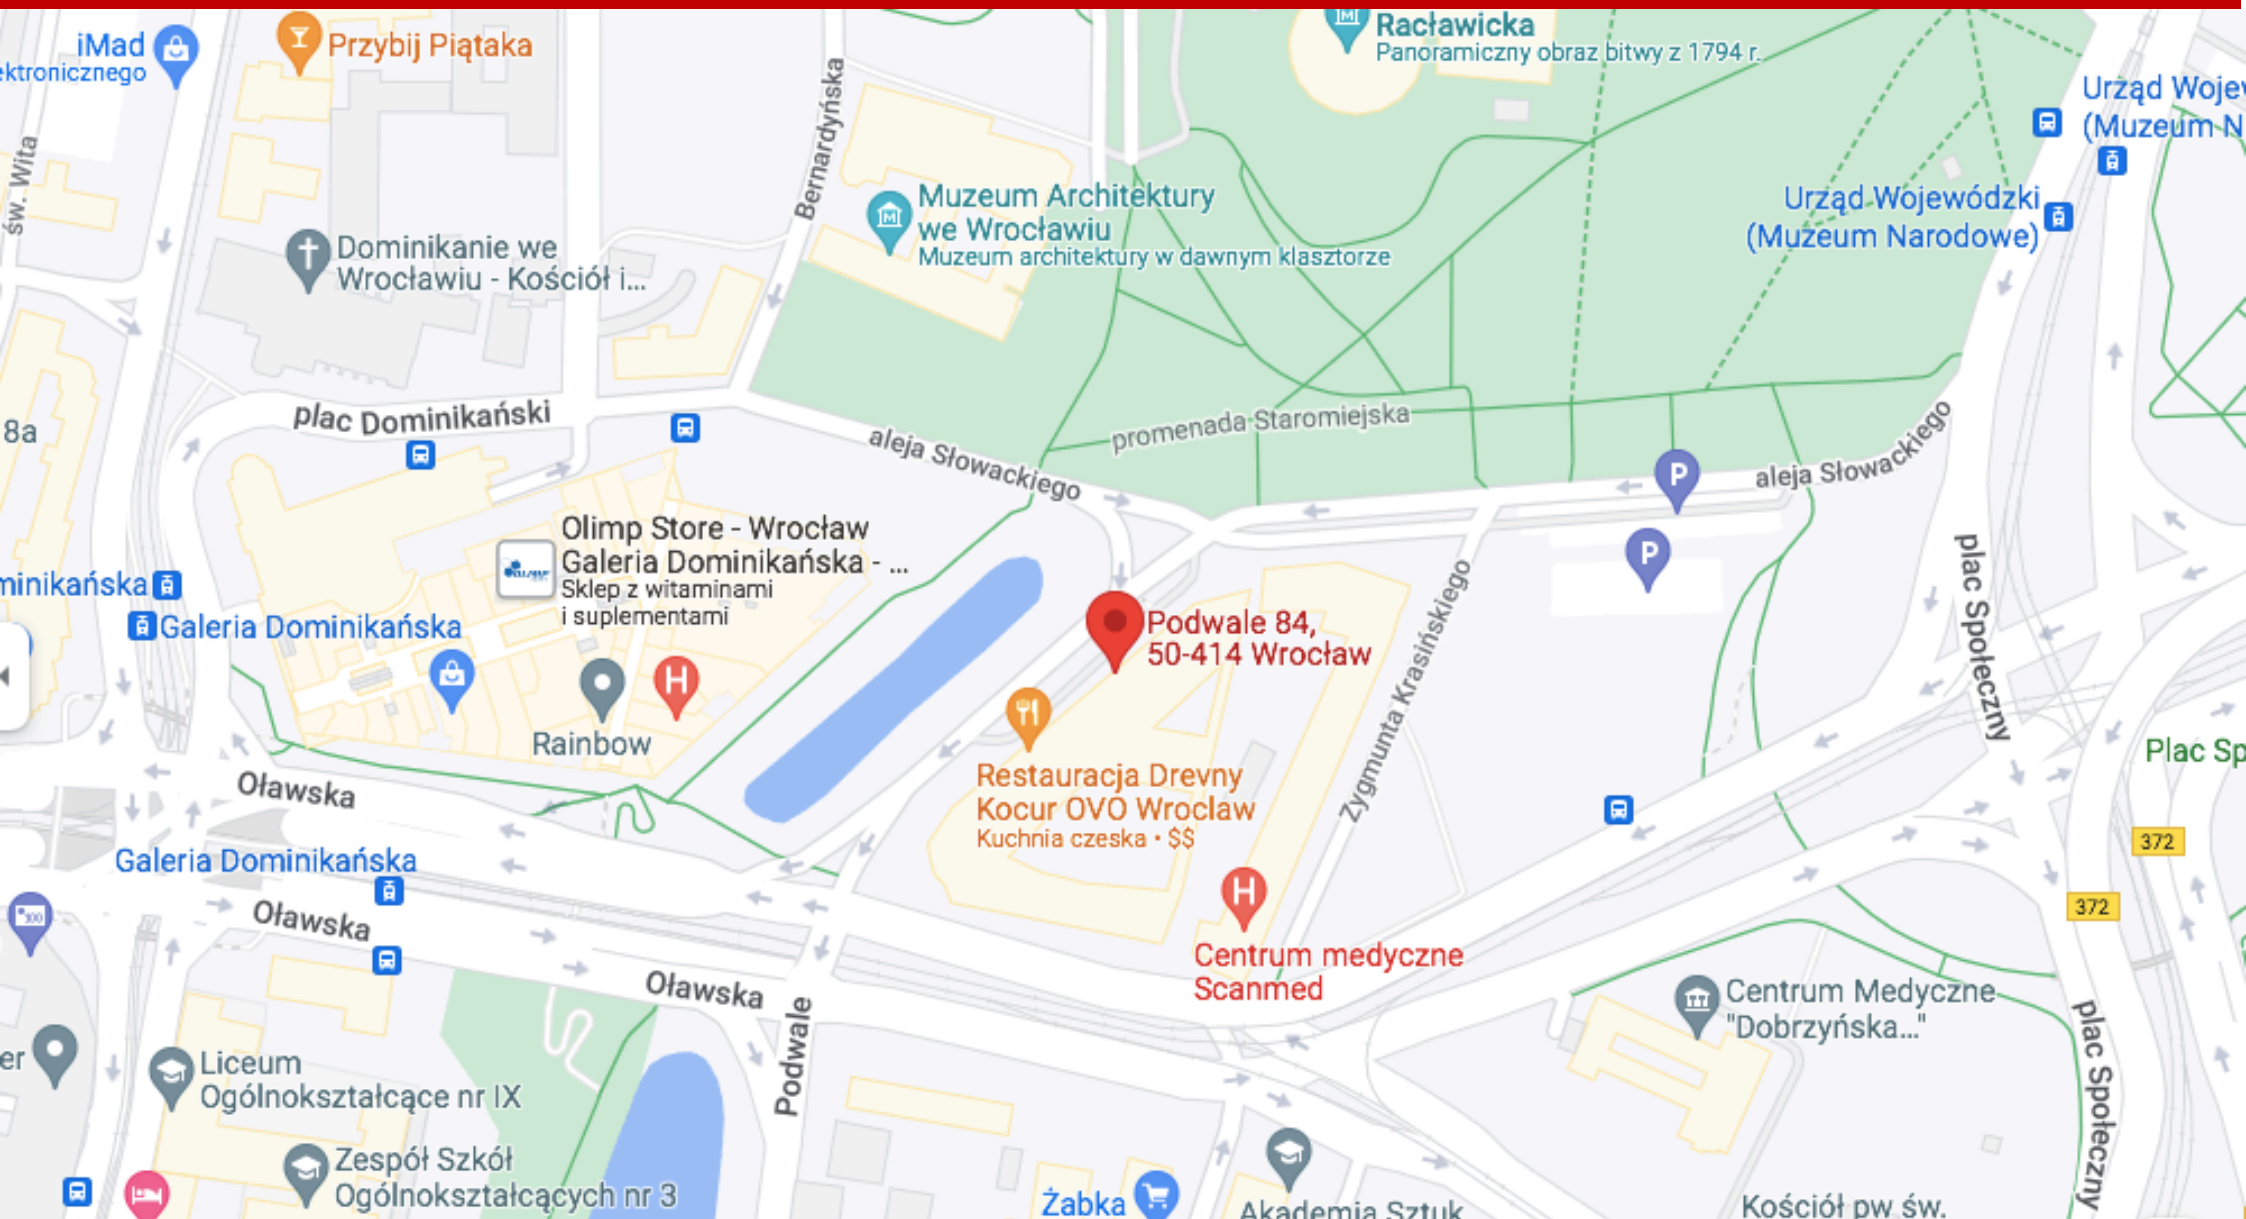 iMad
ektronicznego
Przybij Piątaka
Racławicka
Panoramiczny obraz bitwy z 1794 r.
Urząd Wojew
(Muzeum N
św. Wita
Bernardyńska
Muzeum Architektury
we Wrocławiu
Muzeum architektury w dawnym klasztorze
Urząd Wojewódzki
(Muzeum Narodowe)
Dominikanie we
Wrocławiu - Kościół i...
8a
plac Dominikański
aleja Słowackiego
promenada Staromiejska
P
aleja Słowackiego
P
Olimp Store - Wrocław
Galeria Dominikańska - ...
Sklep z witaminami
i suplementami
minikańska
Galeria Dominikańska
H
Rainbow
Podwale 84,
50-414 Wrocław
Zygmunta Krasińskiego
plac Społeczny
Plac Sp
Restauracja Drevny
Kocur OVO Wroclaw
Kuchnia czeska • $$
Oławska
372
Galeria Dominikańska
Oławska
H
372
Centrum medyczne
Scanmed
Oławska
Podwale
Centrum Medyczne
"Dobrzyńska..."
plac Społeczny
er
Liceum
Ogólnokształcące nr IX
Zespół Szkół
Ogólnokształcących nr 3
Żabka
Akademia Sztuk
Kościół pw św.